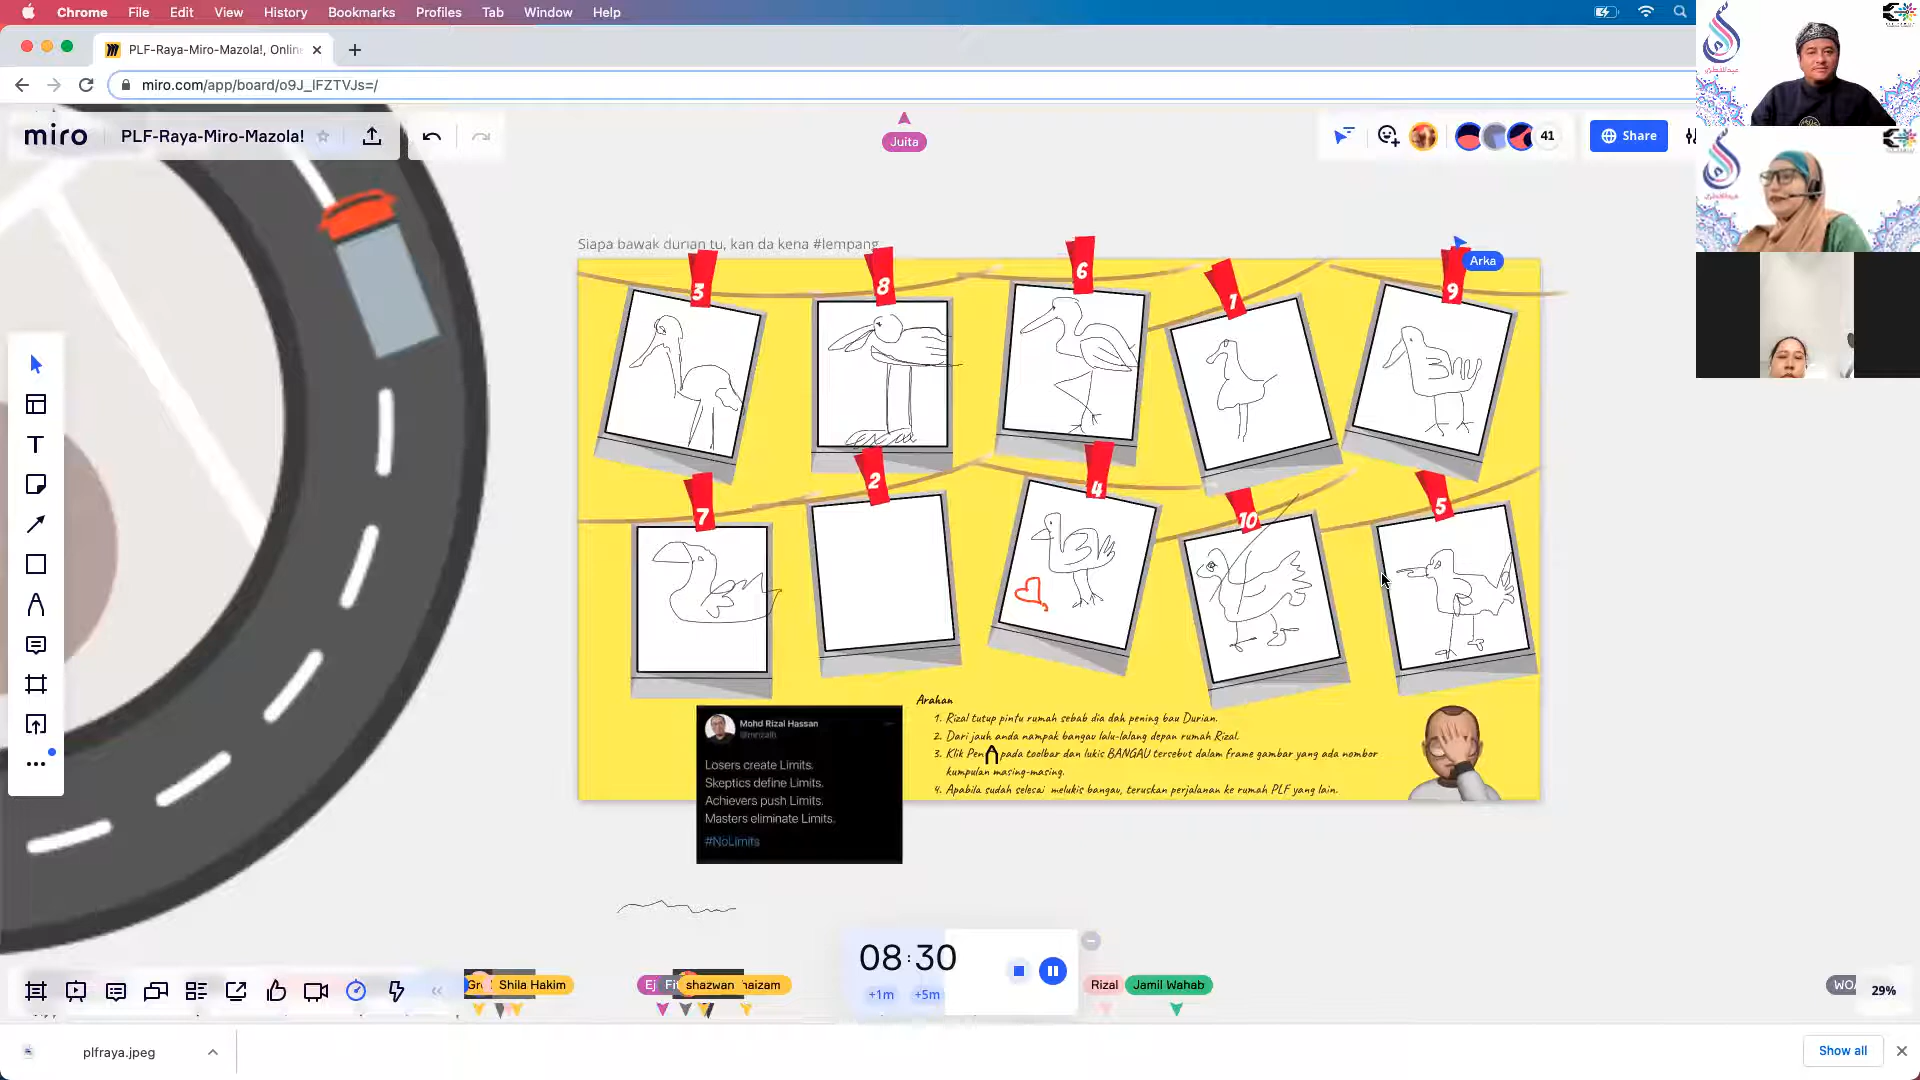 Chrome File Edit View History Bookmarks Profiles Tab Window Help
PLF-Raya-Miro-Mazola!, Online
miro.com/app/board/o9J_lFZTVJs=/
miro PLF-Raya-Miro-Mazola!
Juita
41
Share
Siapa bawak durian tu, kan da kena #lempang
Arka
3
8
6
1
9
7
2
4
10
5
Arahan
1. Rizal tutup pintu rumah sebab dia dah pening bau Durian.
2. Dari jauh anda nampak bangau lalu-lalang depan rumah Rizal.
3. Klik Pen pada toolbar dan lukis BANGAU tersebut dalam frame gambar yang ada nombor
kumpulan masing-masing.
4. Apabila sudah selesai melukis bangau, teruskan perjalanan ke rumah PLF yang lain.
Mohd Rizal Hassan
Losers create Limits.
Skeptics define Limits.
Achievers push Limits.
Masters eliminate Limits.
#NoLimits
08:30
+1m +5m
Shila Hakim
Ej
shazwan
Rizal
Jamil Wahab
29%
plfraya.jpeg
Show all